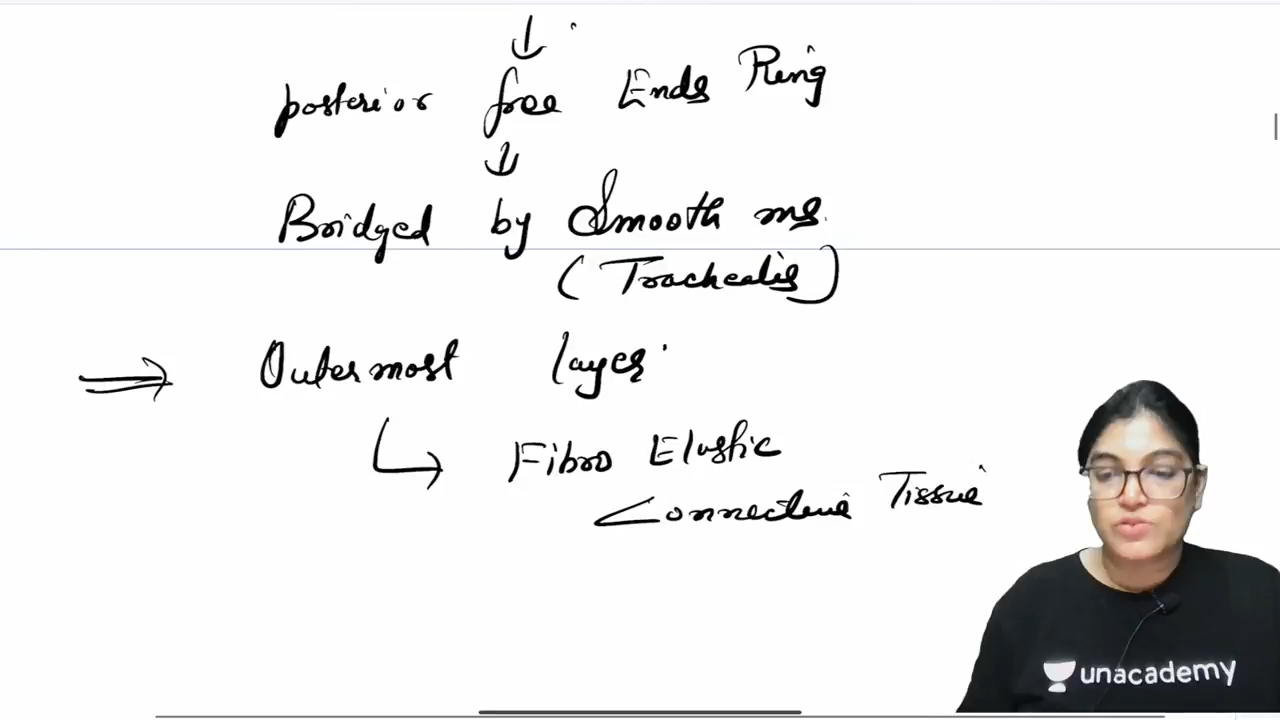 posterior free Ends Ring
Bridged by Smooth ms.
(Trachealis)
Outermost layer
Fibro Elastic
Connective Tissue
unacademy